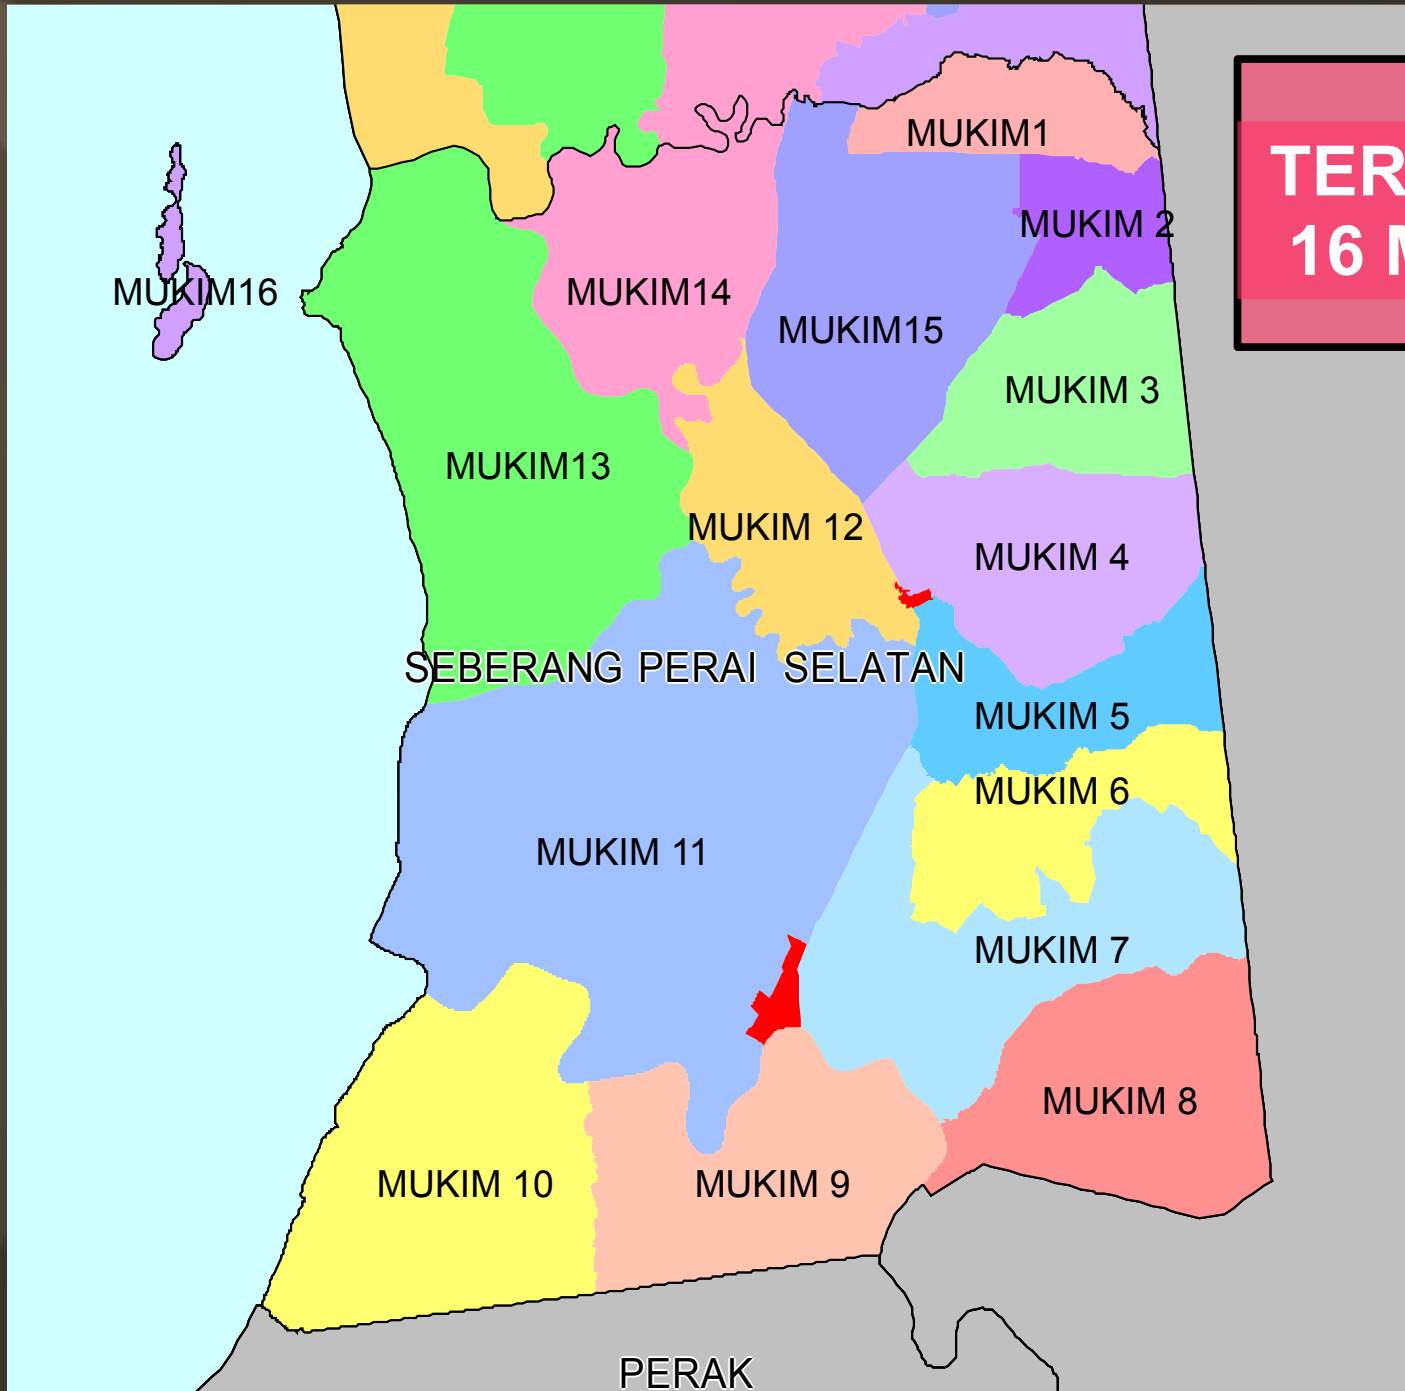 MUKIM1
TER
16 M
MUKIM 2
MUKIM16
MUKIM14
MUKIM15
MUKIM 3
MUKIM13
MUKIM 12
MUKIM 4
SEBERANG PERAI SELATAN
MUKIM 5
MUKIM 6
MUKIM 11
MUKIM 7
MUKIM 8
MUKIM 10
MUKIM 9
PERAK